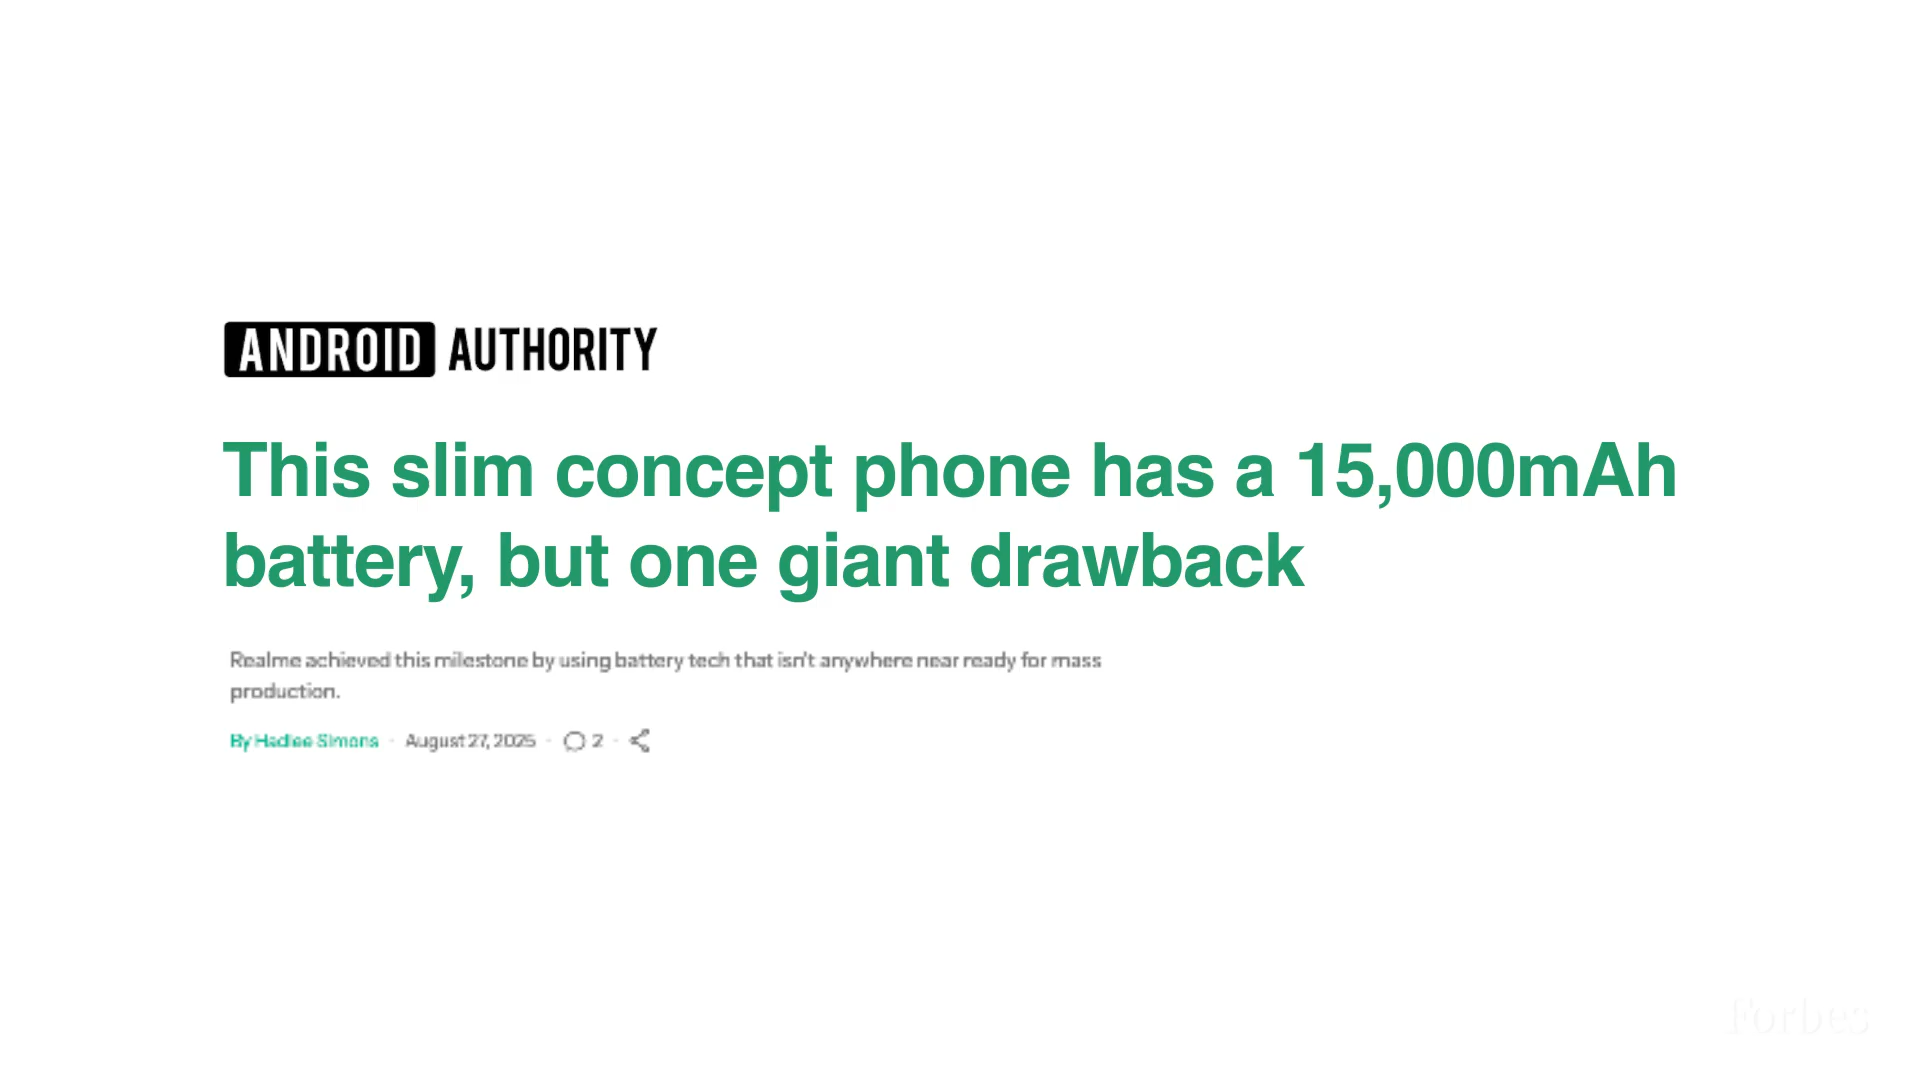 ANDROID AUTHORITY
This slim concept phone has a 15,000mAh
battery, but one giant drawback
Realme achieved this milestone by using battery tech that isn't anywhere near ready for mass
production.
By Hadlee Simons · August 27, 2025 · 2 ·
Forbes